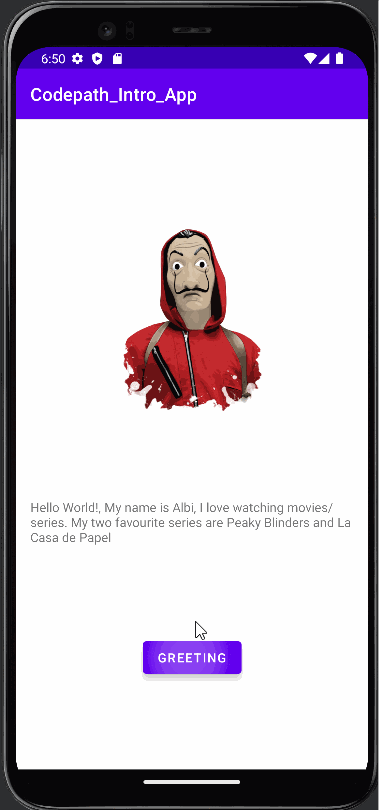 6:50
Codepath_Intro_App
Hello World!, My name is Albi, I love watching movies/
series. My two favourite series are Peaky Blinders and La
Casa de Papel
GREETING